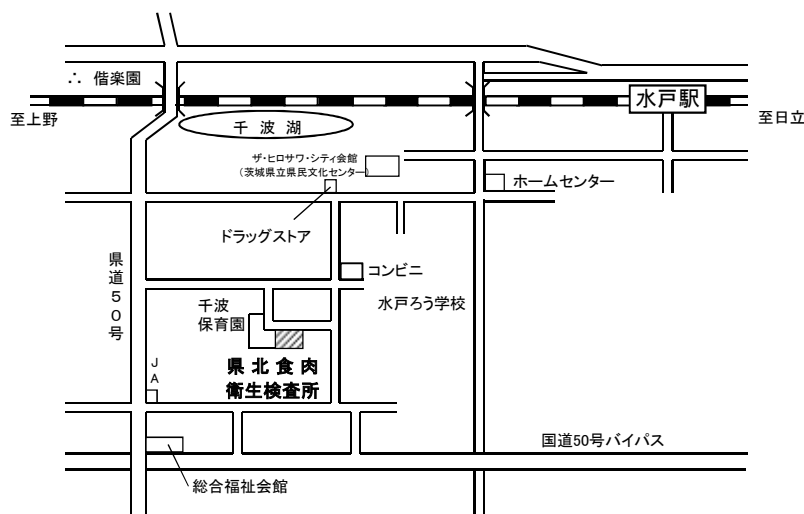 ∴ 偕楽園
水戸駅
至上野
至日立
千 波 湖
ザ・ヒロサワ・シティ会館
(茨城県立県民文化センター)
ホームセンター
ドラッグストア
コンビニ
県道50号
千波
保育園
水戸ろう学校
県 北 食 肉
衛生検査所
JA
国道50号バイパス
総合福祉会館